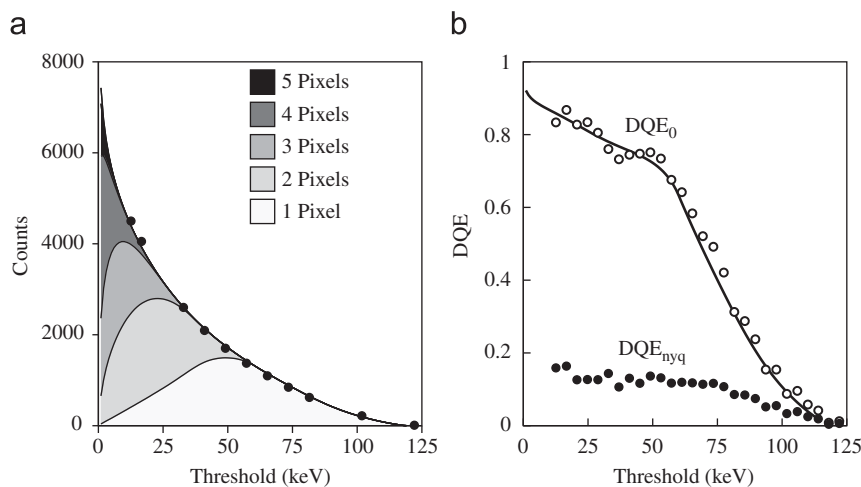 a
8000
6000
4000
2000
0
Counts
0 25 50 75 100 125
Threshold (keV)
5 Pixels
4 Pixels
3 Pixels
2 Pixels
1 Pixel
b
1
0.8
0.6
0.4
0.2
0
DQE
DQE0
DQEnyq
0 25 50 75 100 125
Threshold (keV)